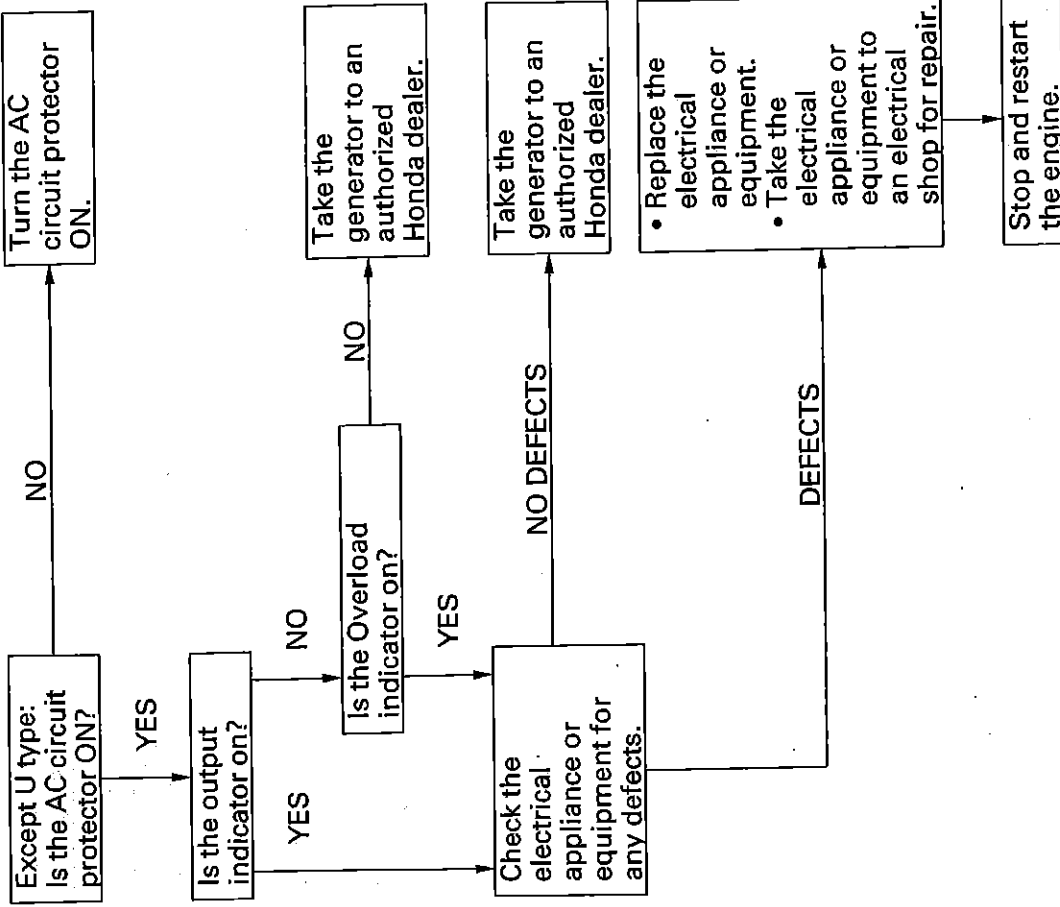 Except U type:
Is the AC circuit
protector ON?
NO
Turn the AC
circuit protector
ON.
YES
Is the output
indicator on?
NO
Is the Overload
indicator on?
NO
Take the
generator to an
authorized
Honda dealer.
YES
YES
Check the
electrical
appliance or
equipment for
any defects.
NO DEFECTS
Take the
generator to an
authorized
Honda dealer.
DEFECTS
• Replace the
electrical
appliance or
equipment.
• Take the
electrical
appliance or
equipment to
an electrical
shop for repair.
Stop and restart
the engine.